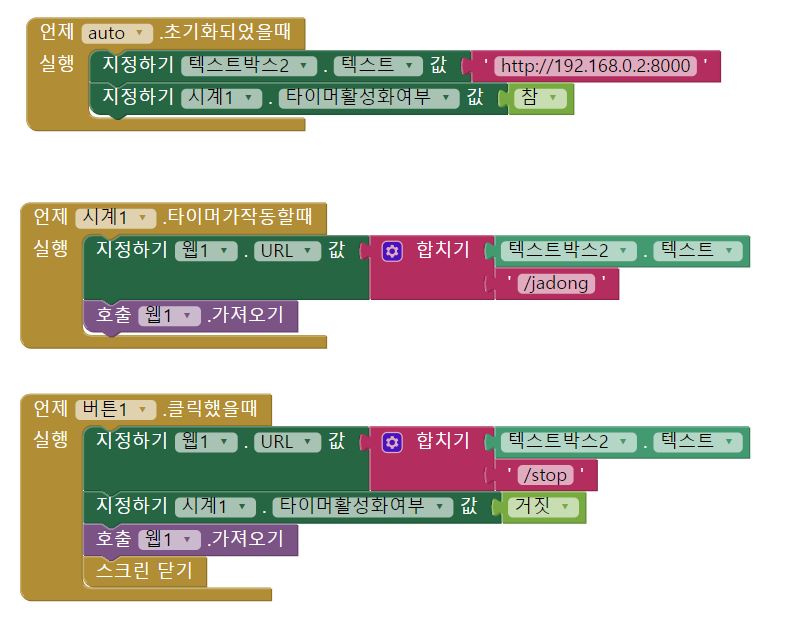 언제 auto .초기화되었을때
실행 지정하기 텍스트박스2 . 텍스트 값 ' http://192.168.0.2:8000 '
지정하기 시계1 . 타이머활성화여부 값 참
언제 시계1 .타이머가작동할때
실행 지정하기 웹1 . URL 값 합치기 텍스트박스2 . 텍스트
' /jadong '
호출 웹1 .가져오기
언제 버튼1 .클릭했을때
실행 지정하기 웹1 . URL 값 합치기 텍스트박스2 . 텍스트
' /stop '
지정하기 시계1 . 타이머활성화여부 값 거짓
호출 웹1 .가져오기
스크린 닫기